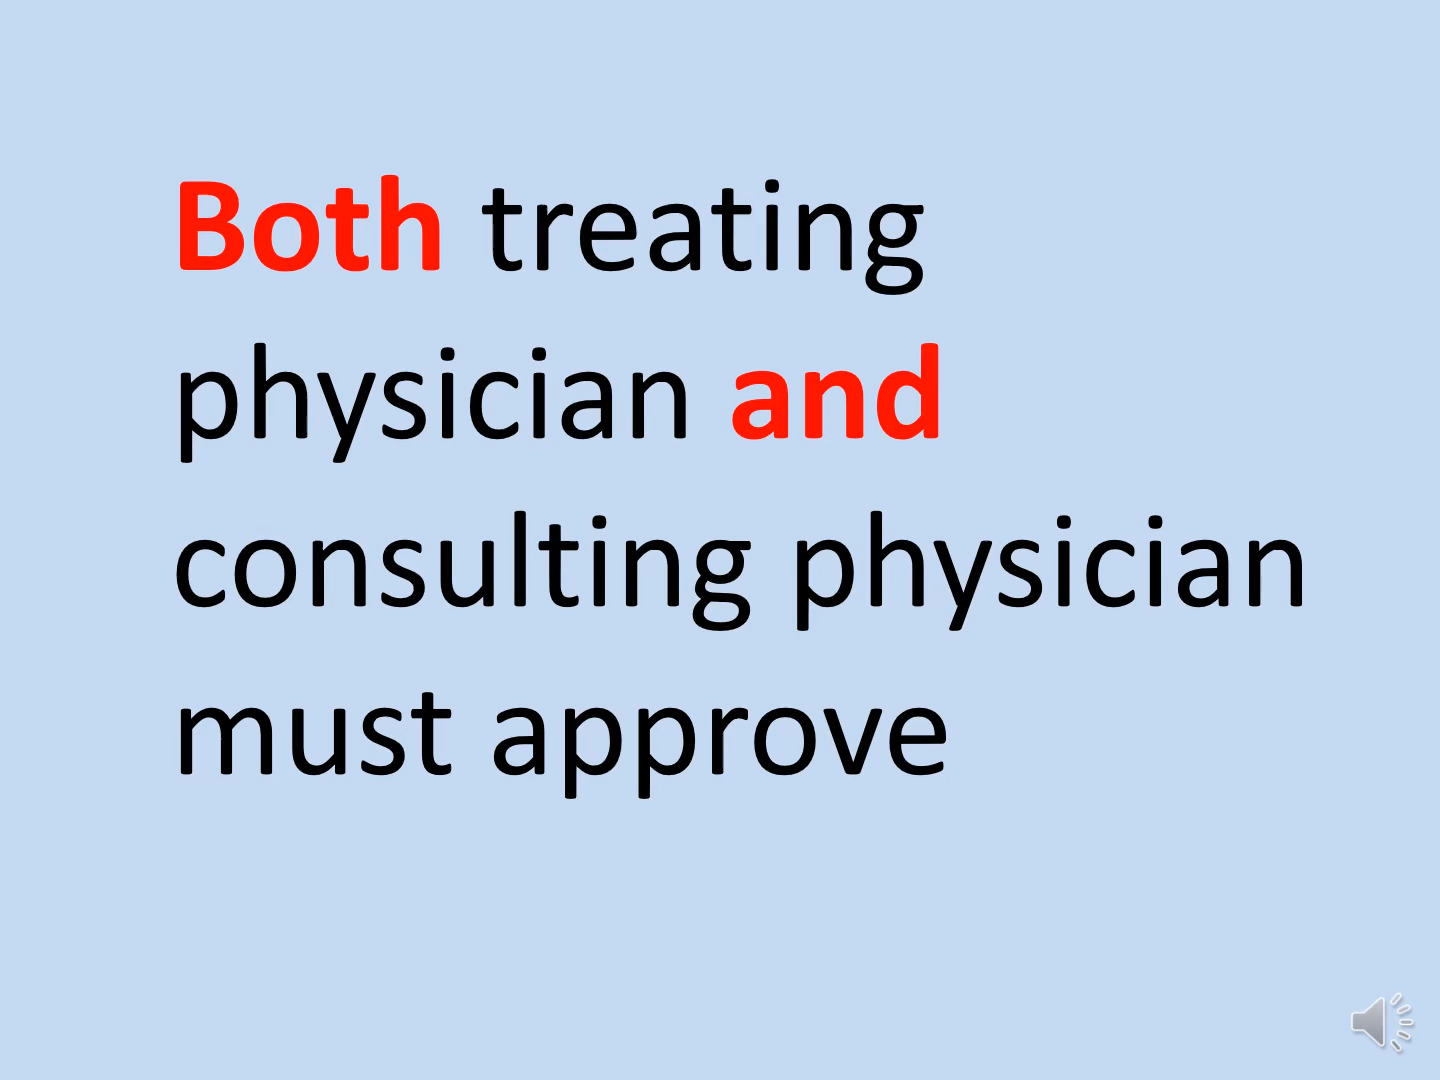 Both treating
physician and
consulting physician
must approve